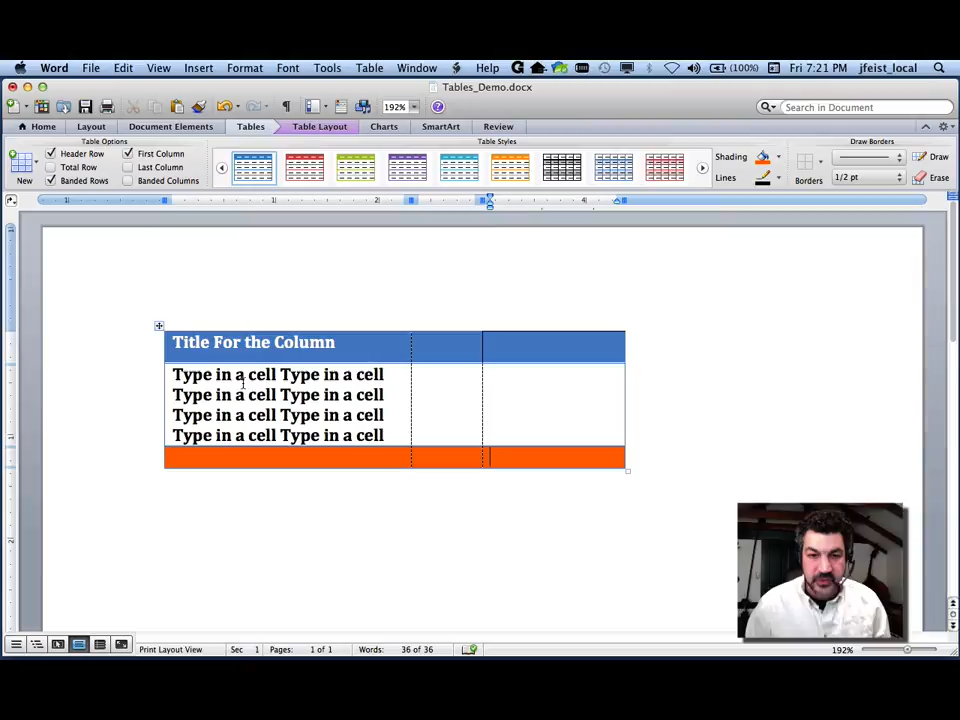 Word File Edit View Insert Format Font Tools Table Window Help (100%) Fri 7:21 PM jfeist_local
Tables_Demo.docx
192% Search in Document
Home Layout Document Elements Tables Table Layout Charts SmartArt Review
Table Options Table Styles Draw Borders
Header Row First Column Shading Draw
Total Row Last Column
New Banded Rows Banded Columns Lines Borders 1/2 pt Erase
1 1 2 4
Title For the Column
Type in a cell Type in a cell
Type in a cell Type in a cell
Type in a cell Type in a cell
Type in a cell Type in a cell
Print Layout View Sec 1 Pages: 1 of 1 Words: 36 of 36 192%